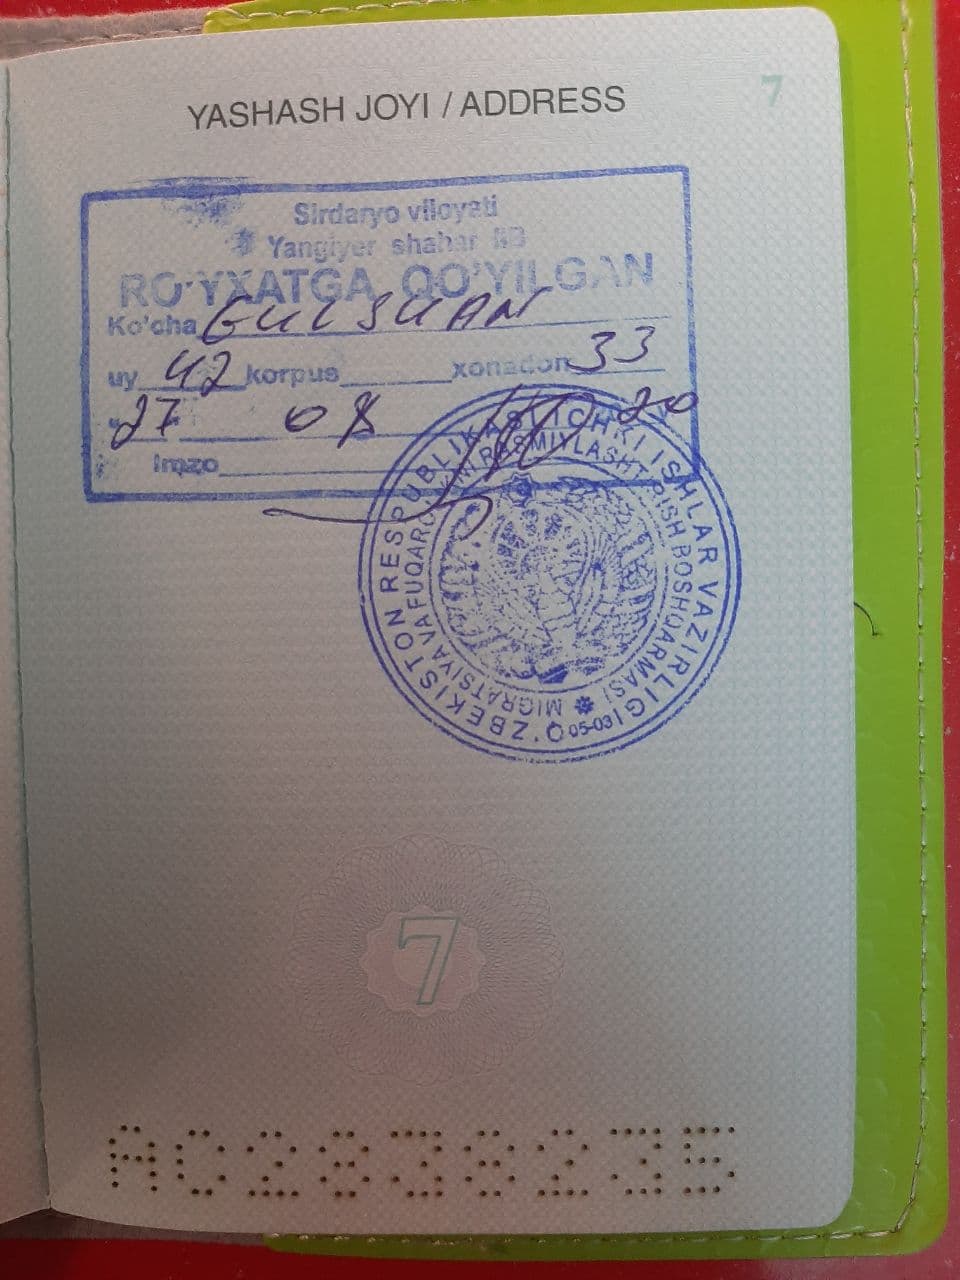 7
YASHASH JOYI / ADDRESS
Sirdaryo viloyati
Yangiyer shahar IIB
RO'YXATGA QO'YILGAN
Ko'cha GULSHAN
uy 42 korpus xonadon 33
27 08 20
Imzo
O'ZBEKISTON RESPUBLIKASI ICHKI ISHLAR VAZIRLIGI
MIGRATSIYA VA FUQAROLIKNI RASMIYLASHTIRISH BOSHQARMASI
05-03
7
AC2838235